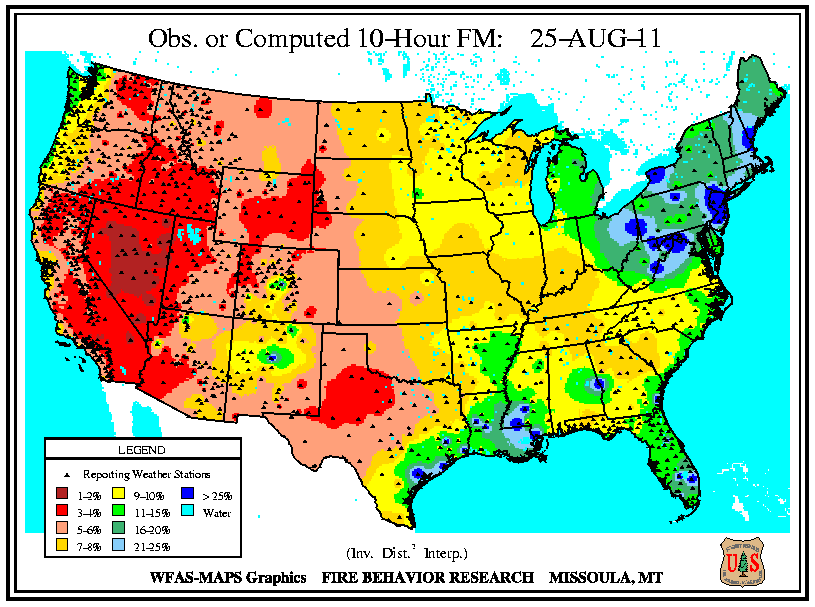 Obs. or Computed 10-Hour FM: 25-AUG-11
LEGEND
Reporting Weather Stations
1-2% 9-10% > 25%
3-4% 11-15% Water
5-6% 16-20%
7-8% 21-25%
(Inv. Dist.² Interp.)
WFAS-MAPS Graphics FIRE BEHAVIOR RESEARCH MISSOULA, MT
U S